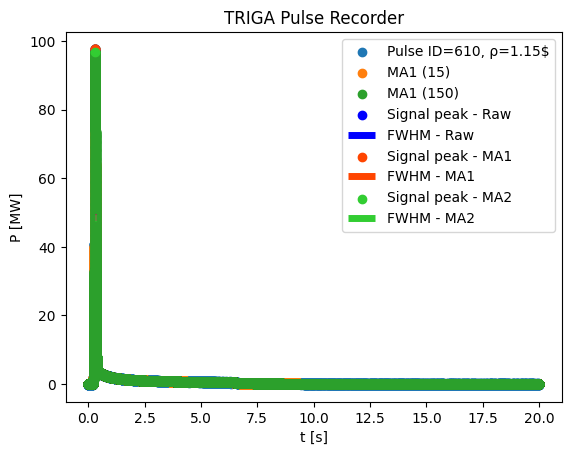 TRIGA Pulse Recorder
P [MW]
100
80
60
40
20
0
0.0 2.5 5.0 7.5 10.0 12.5 15.0 17.5 20.0
t [s]
Pulse ID=610, ρ=1.15$
MA1 (15)
MA1 (150)
Signal peak - Raw
FWHM - Raw
Signal peak - MA1
FWHM - MA1
Signal peak - MA2
FWHM - MA2